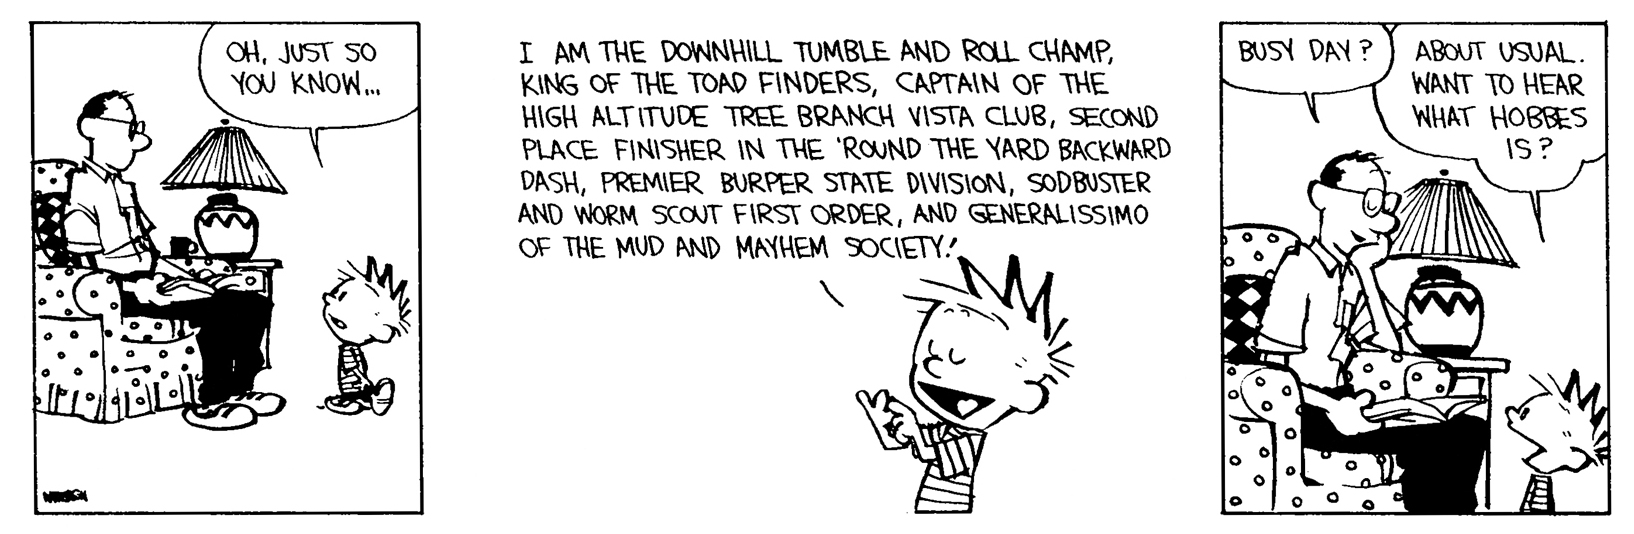 OH, JUST SO
YOU KNOW...
I AM THE DOWNHILL TUMBLE AND ROLL CHAMP,
KING OF THE TOAD FINDERS, CAPTAIN OF THE
HIGH ALTITUDE TREE BRANCH VISTA CLUB, SECOND
PLACE FINISHER IN THE 'ROUND THE YARD BACKWARD
DASH, PREMIER BURPER STATE DIVISION, SODBUSTER
AND WORM SCOUT FIRST ORDER, AND GENERALISSIMO
OF THE MUD AND MAYHEM SOCIETY!
BUSY DAY?
ABOUT USUAL.
WANT TO HEAR
WHAT HOBBES
IS?